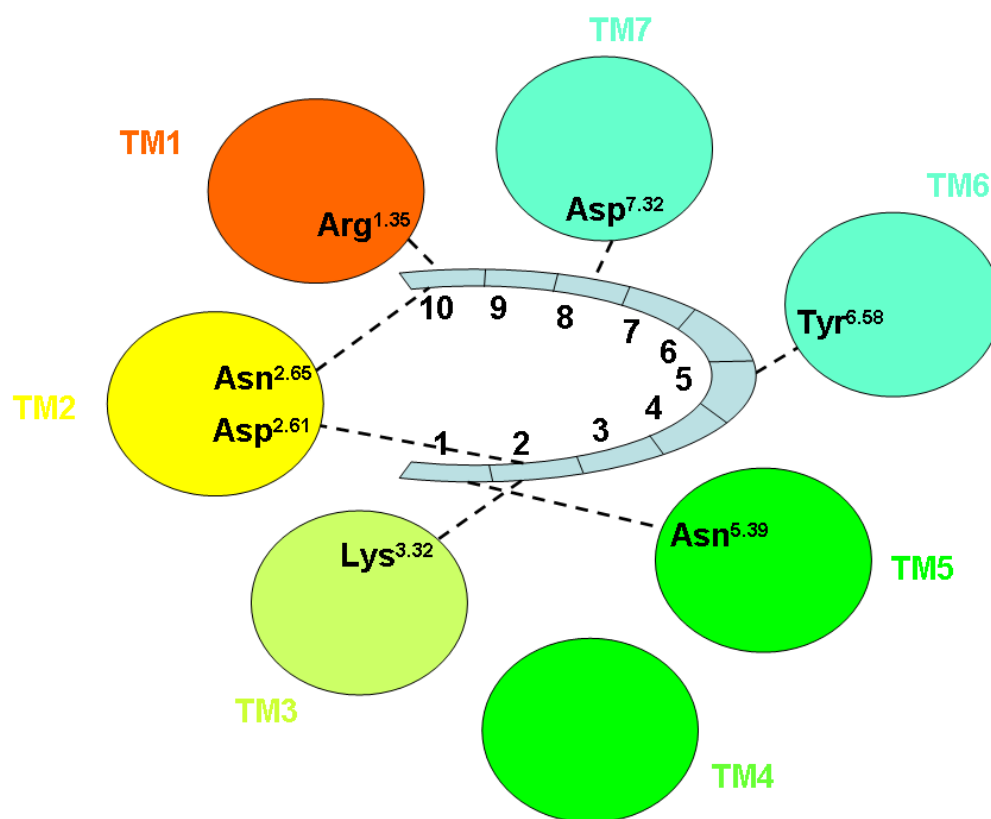 TM7
TM1
TM6
Asp7.32
Arg1.35
10 9 8 7
Tyr6.58
6
5
Asn2.65
TM2
4
Asp2.61
1 2 3
Asn5.39
Lys3.32
TM5
TM3
TM4